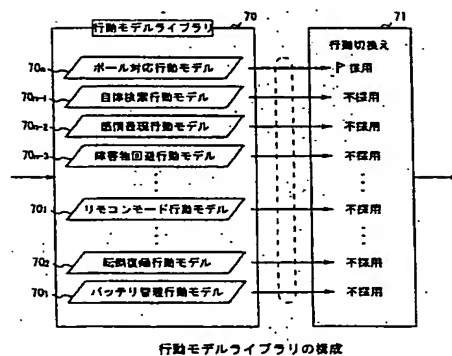 70
71
行動モデルライブラリ
行動切換え
70n
ボール対応行動モデル
採用
70n-1
自体検索行動モデル
不採用
70n-2
感情表現行動モデル
不採用
70n-3
障害物回避行動モデル
不採用
701
リモコンモード行動モデル
不採用
702
転倒復帰行動モデル
不採用
701
バッテリ管理行動モデル
不採用
行動モデルライブラリの構成